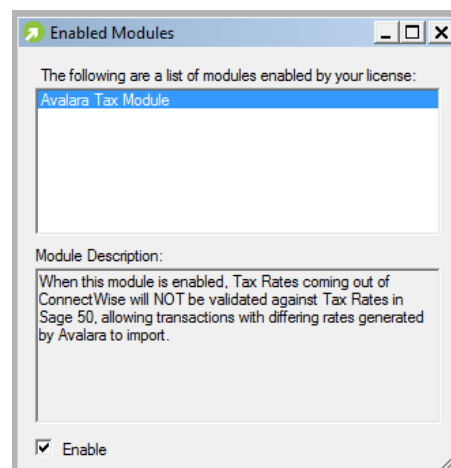 Enabled Modules
The following are a list of modules enabled by your license:
Avalara Tax Module
Module Description:
When this module is enabled, Tax Rates coming out of
ConnectWise will NOT be validated against Tax Rates in
Sage 50, allowing transactions with differing rates generated
by Avalara to import.
Enable